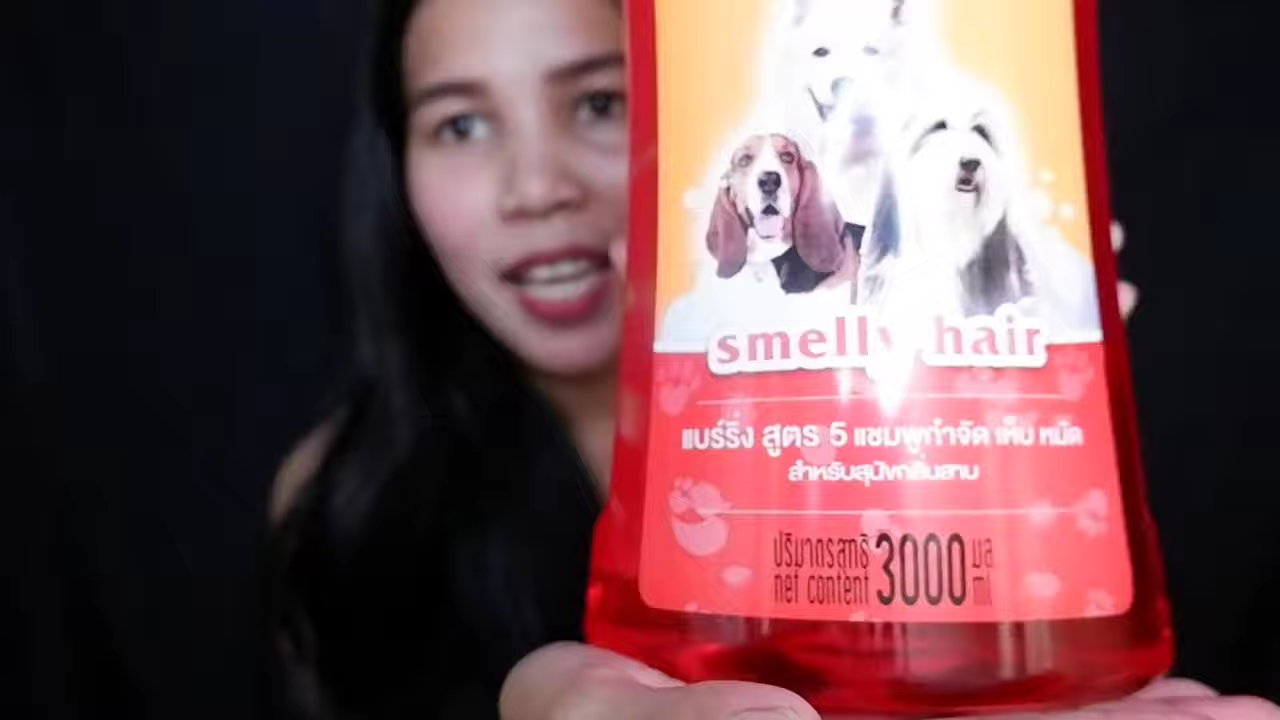 smelly hair
แบร์ริ่ง สูตร 5 แชมพูกำจัด เห็บ หมัด
สำหรับสุนัขกลิ่นสาบ
ปริมาตรสุทธิ 3000 มล
net content ml